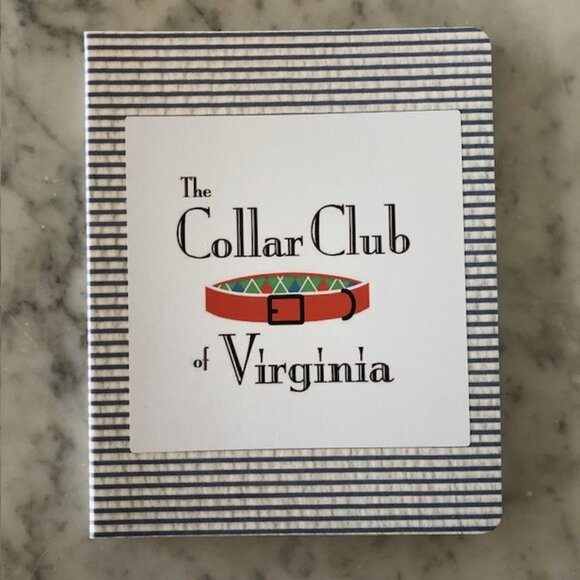 The
Collar Club
of Virginia